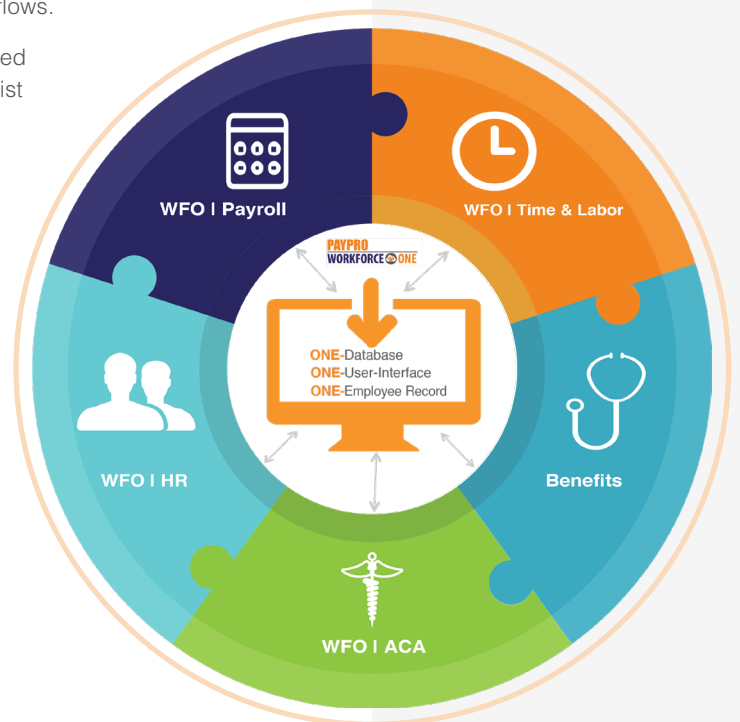 flows.
ed
ist
WFO | Payroll
WFO | Time & Labor
PAYPRO
WORKFORCE ONE
ONE-Database
ONE-User-Interface
ONE-Employee Record
WFO | HR
Benefits
WFO | ACA